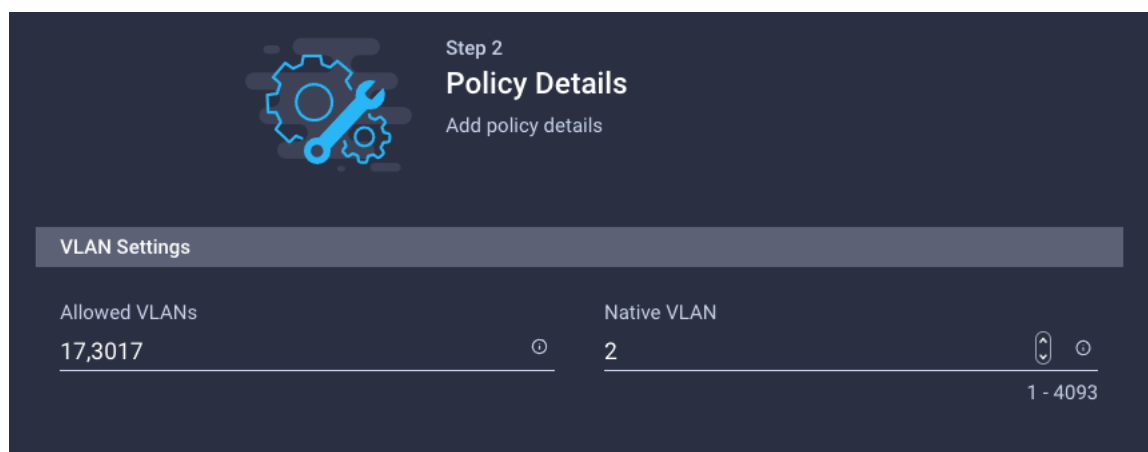 Step 2
Policy Details
Add policy details
VLAN Settings
Allowed VLANs
17,3017
Native VLAN
2
1 - 4093